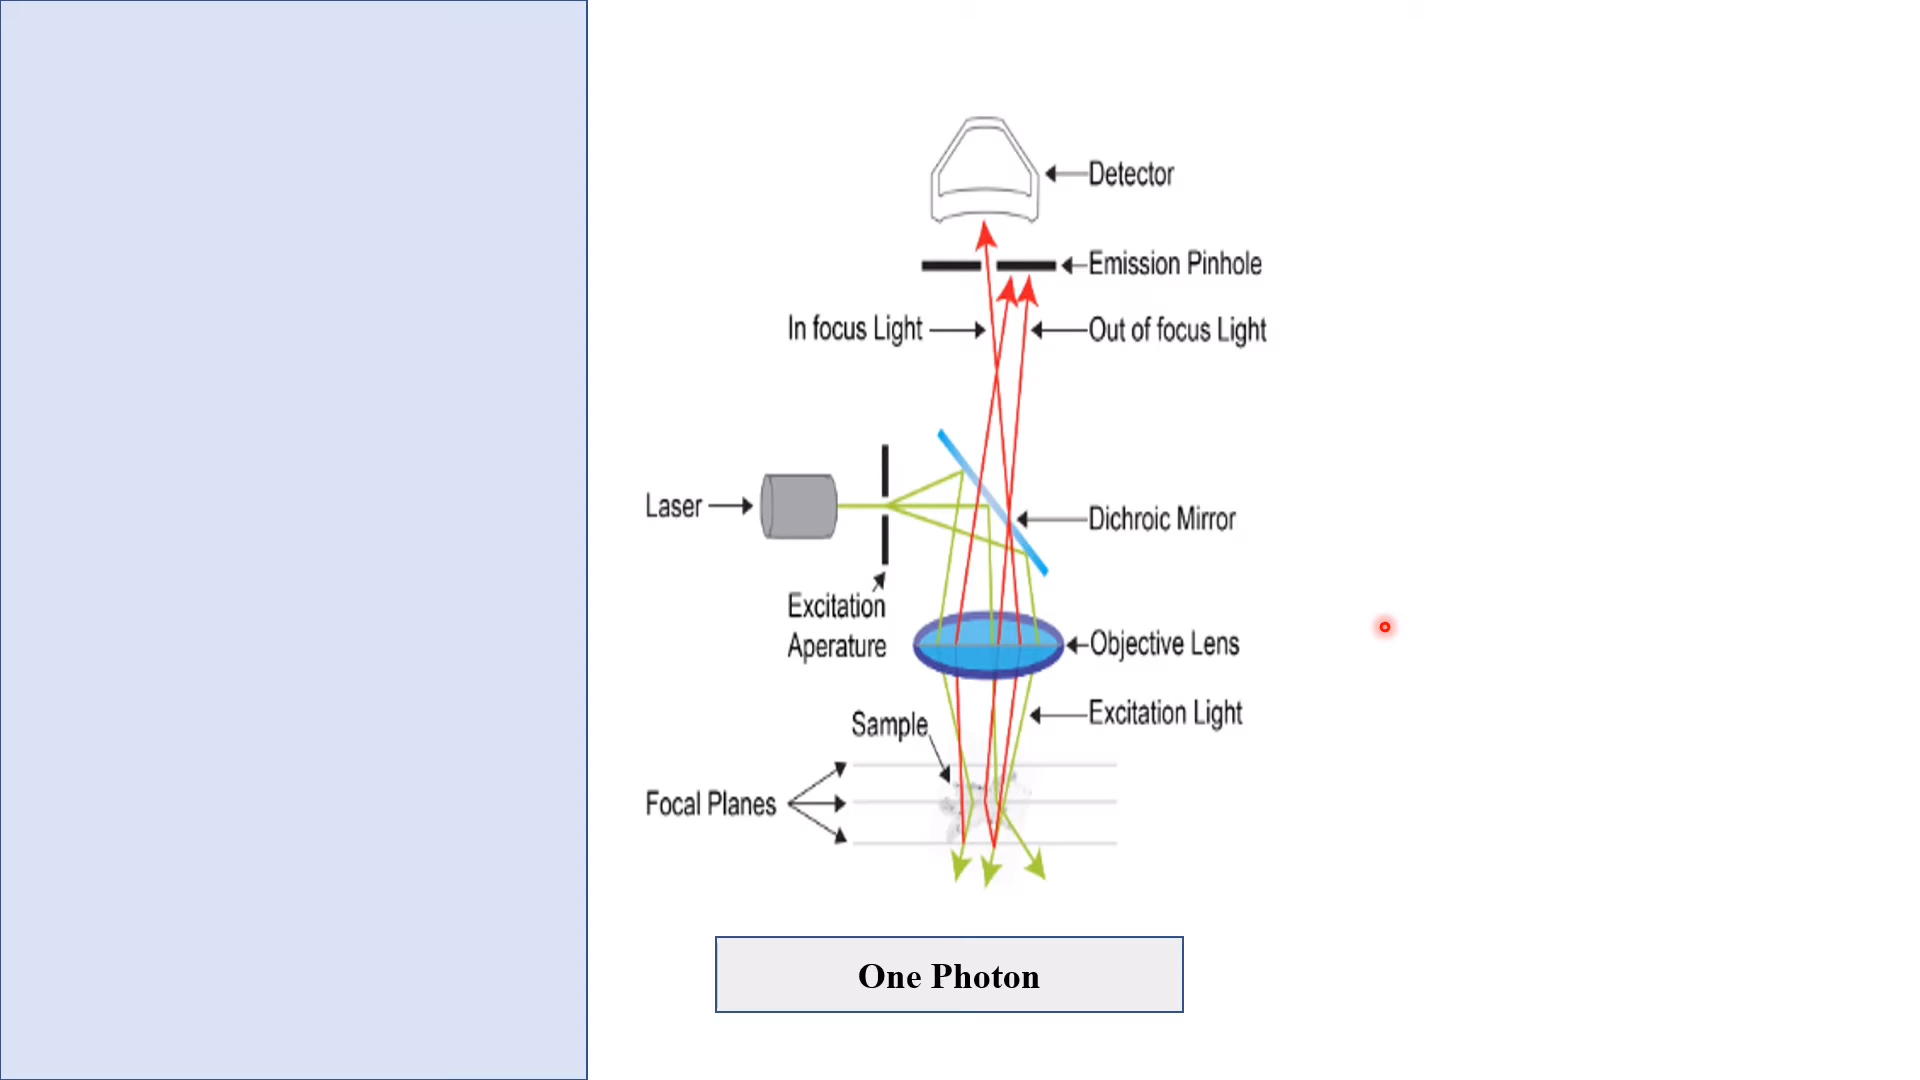 Detector
Emission Pinhole
In focus Light
Out of focus Light
Laser
Dichroic Mirror
Excitation
Aperature
Objective Lens
Excitation Light
Sample
Focal Planes
One Photon